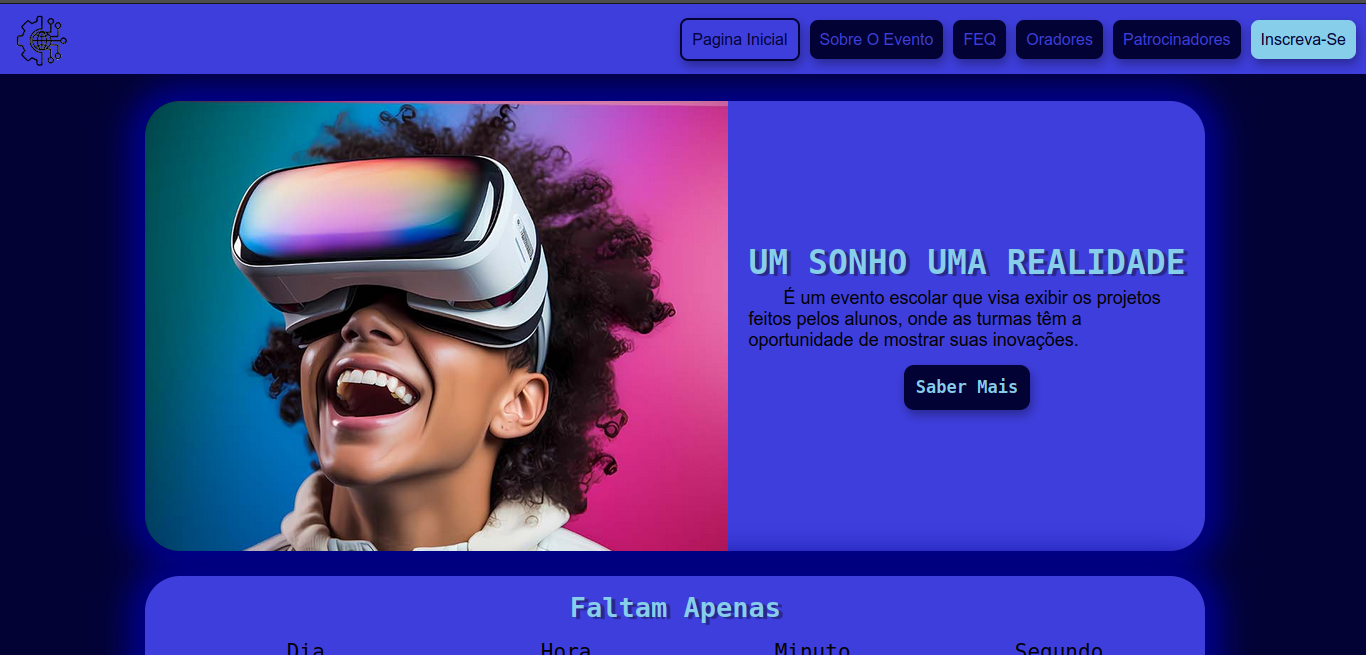 Pagina Inicial
Sobre O Evento
FEQ
Oradores
Patrocinadores
Inscreva-Se
UM SONHO UMA REALIDADE
É um evento escolar que visa exibir os projetos
feitos pelos alunos, onde as turmas têm a
oportunidade de mostrar suas inovações.
Saber Mais
Faltam Apenas
Dia
Hora
Minuto
Segundo